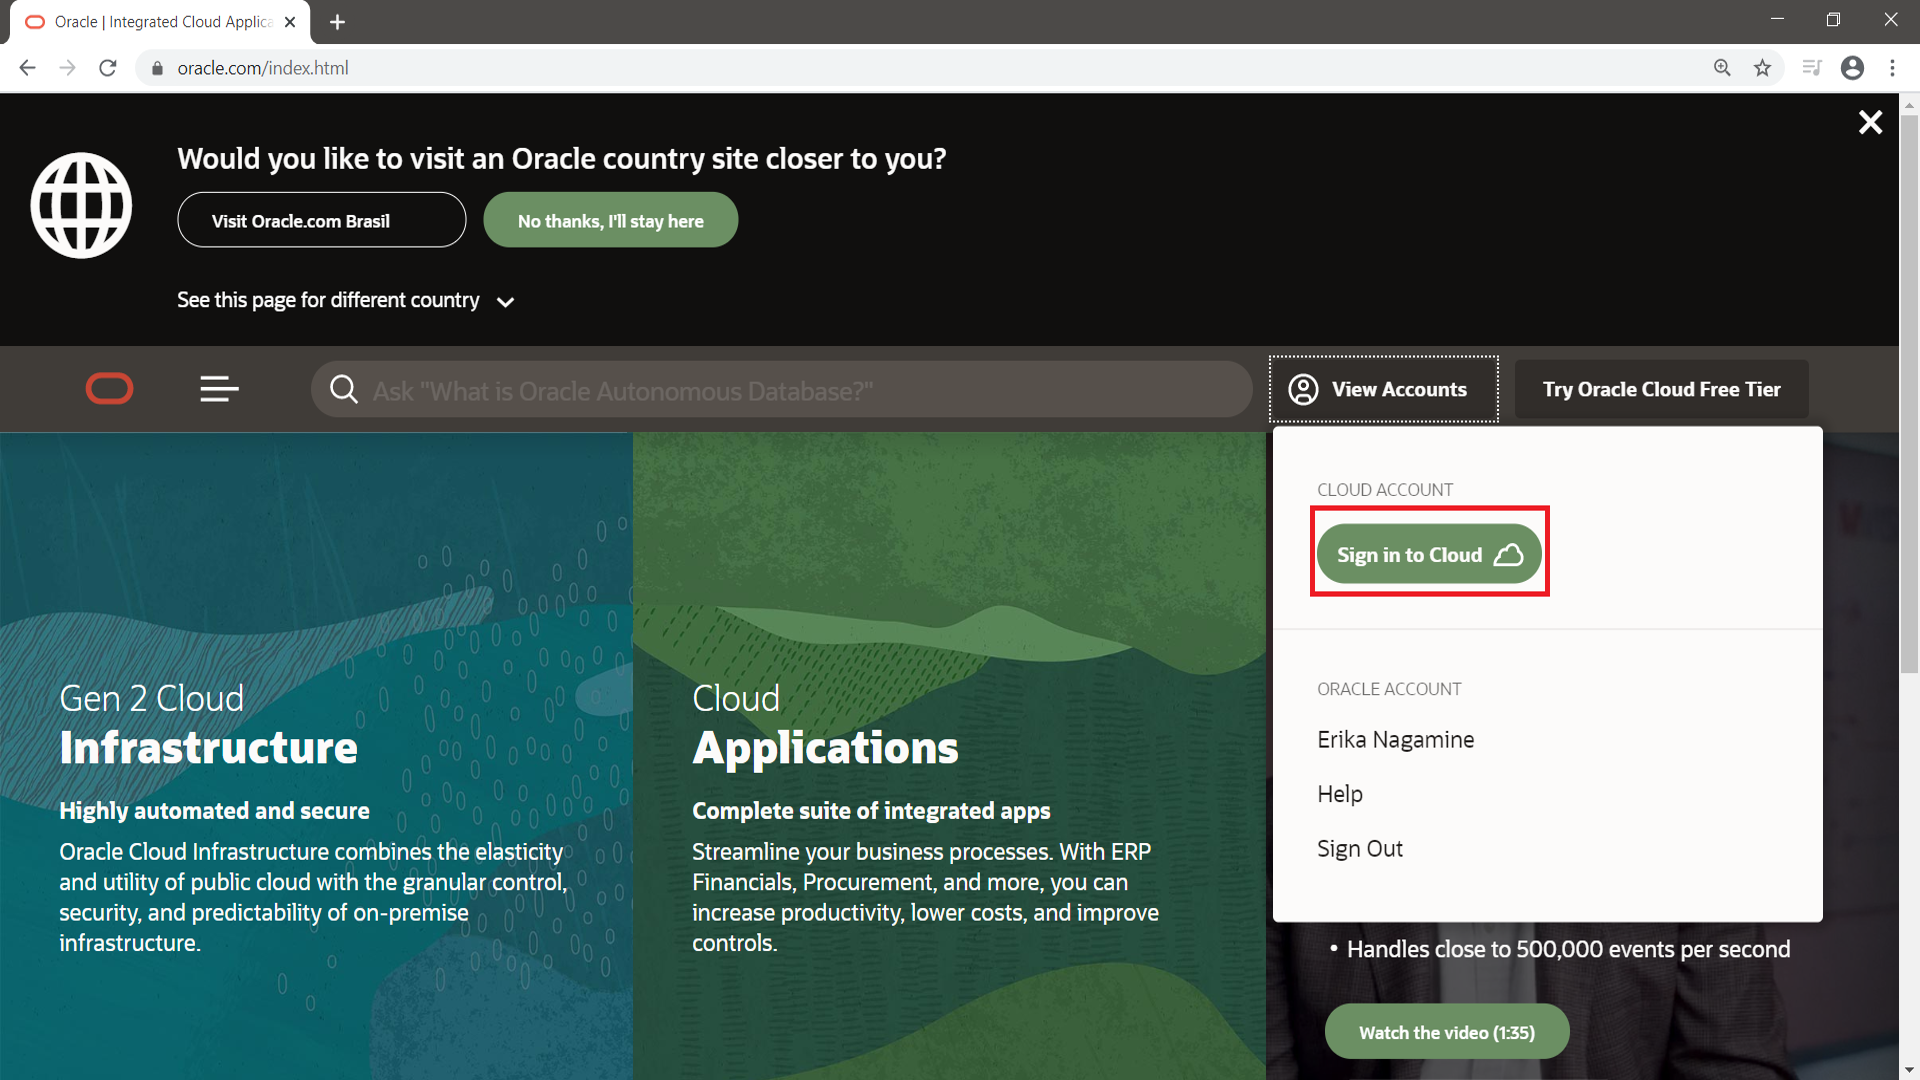 Oracle | Integrated Cloud Applica
oracle.com/index.html
Would you like to visit an Oracle country site closer to you?
Visit Oracle.com Brasil
No thanks, I'll stay here
See this page for different country
Ask "What is Oracle Autonomous Database?"
View Accounts
Try Oracle Cloud Free Tier
CLOUD ACCOUNT
Sign in to Cloud
ORACLE ACCOUNT
Erika Nagamine
Help
Sign Out
Gen 2 Cloud
Infrastructure
Highly automated and secure
Oracle Cloud Infrastructure combines the elasticity
and utility of public cloud with the granular control,
security, and predictability of on-premise
infrastructure.
Cloud
Applications
Complete suite of integrated apps
Streamline your business processes. With ERP
Financials, Procurement, and more, you can
increase productivity, lower costs, and improve
controls.
• Handles close to 500,000 events per second
Watch the video (1:35)